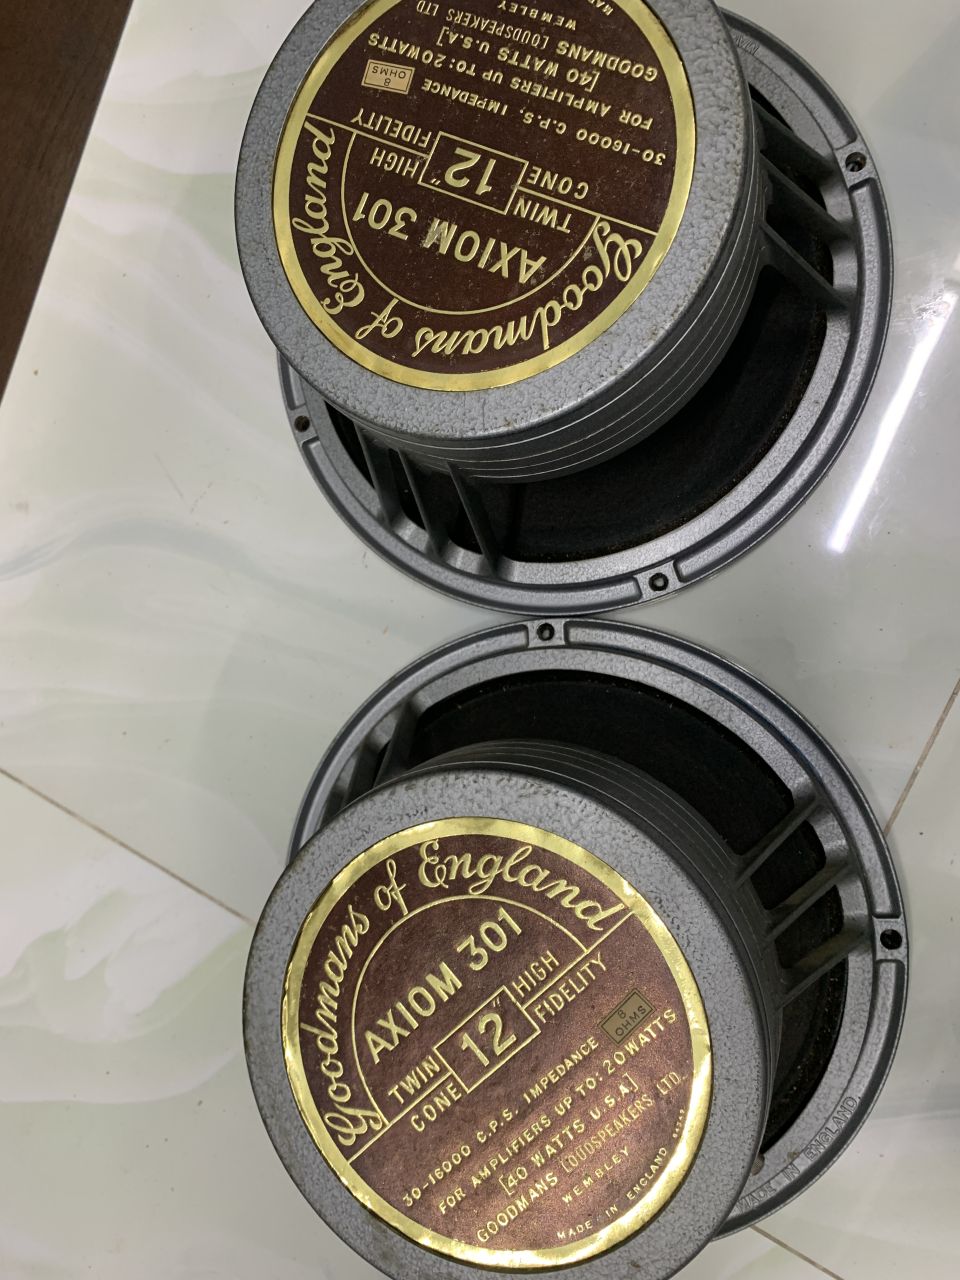 Goodmans of England
AXIOM 301
TWIN CONE
12"
HIGH FIDELITY
30-16000 C.P.S. IMPEDANCE
8 OHMS
FOR AMPLIFIERS UP TO: 20 WATTS
[40 WATTS U.S.A]
GOODMANS LOUDSPEAKERS LTD
WEMBLEY
Goodmans of England
AXIOM 301
TWIN CONE
12"
HIGH FIDELITY
30-16000 C.P.S. IMPEDANCE
8 OHMS
FOR AMPLIFIERS UP TO: 20 WATTS
[40 WATTS U.S.A.]
GOODMANS LOUDSPEAKERS LTD.
WEMBLEY
MADE IN ENGLAND
MADE IN ENGLAND